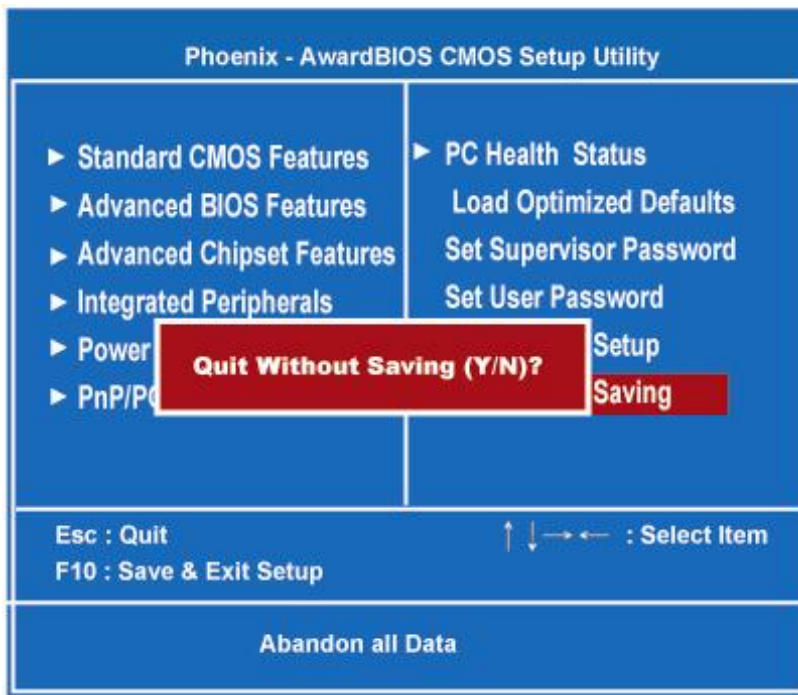 Phoenix - AwardBIOS CMOS Setup Utility
Standard CMOS Features
Advanced BIOS Features
Advanced Chipset Features
Integrated Peripherals
Power
PnP/PC
PC Health Status
Load Optimized Defaults
Set Supervisor Password
Set User Password
Setup
Saving
Quit Without Saving (Y/N)?
Esc : Quit
F10 : Save & Exit Setup
↑ ↓ → ← : Select Item
Abandon all Data